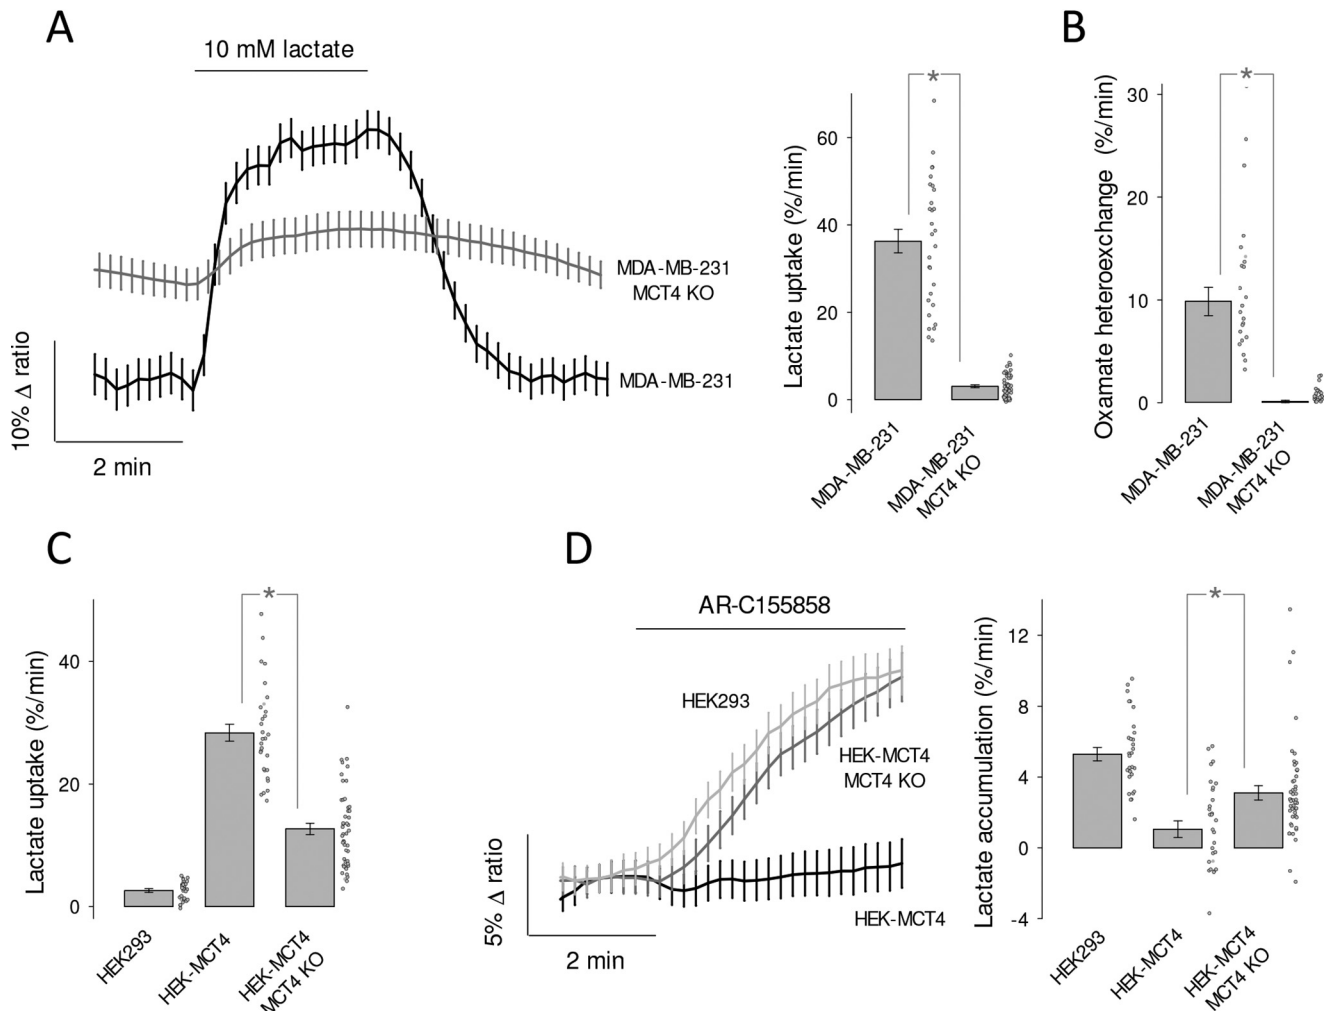 A
10 mM lactate
MDA-MB-231
MCT4 KO
MDA-MB-231
10% Δ ratio
2 min
*
Lactate uptake (%/min)
60
40
20
0
MDA-MB-231
MDA-MB-231
MCT4 KO
B
*
Oxamate heteroexchange (%/min)
30
20
10
0
MDA-MB-231
MDA-MB-231
MCT4 KO
C
*
Lactate uptake (%/min)
40
20
0
HEK293
HEK-MCT4
HEK-MCT4
MCT4 KO
D
AR-C155858
HEK293
HEK-MCT4
MCT4 KO
HEK-MCT4
5% Δ ratio
2 min
*
Lactate accumulation (%/min)
12
8
4
0
-4
HEK293
HEK-MCT4
HEK-MCT4
MCT4 KO